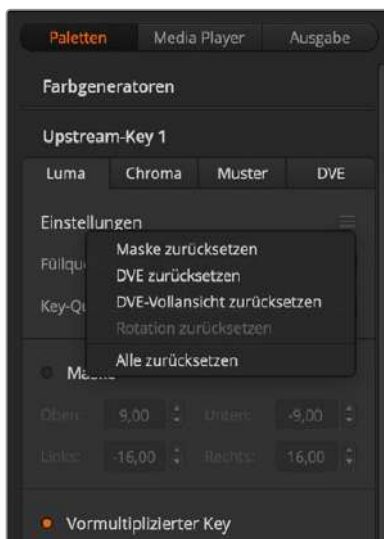 Paletten Media Player Ausgabe
Farbgeneratoren
Upstream-Key 1
Luma Chroma Muster DVE
Einstellungen
Maske zurücksetzen
DVE zurücksetzen
DVE-Vollansicht zurücksetzen
Rotation zurücksetzen
Alle zurücksetzen
Oben: 9,00 Unten: -9,00
Links: -16,00 Rechts: 16,00
Vormultiplizierter Key